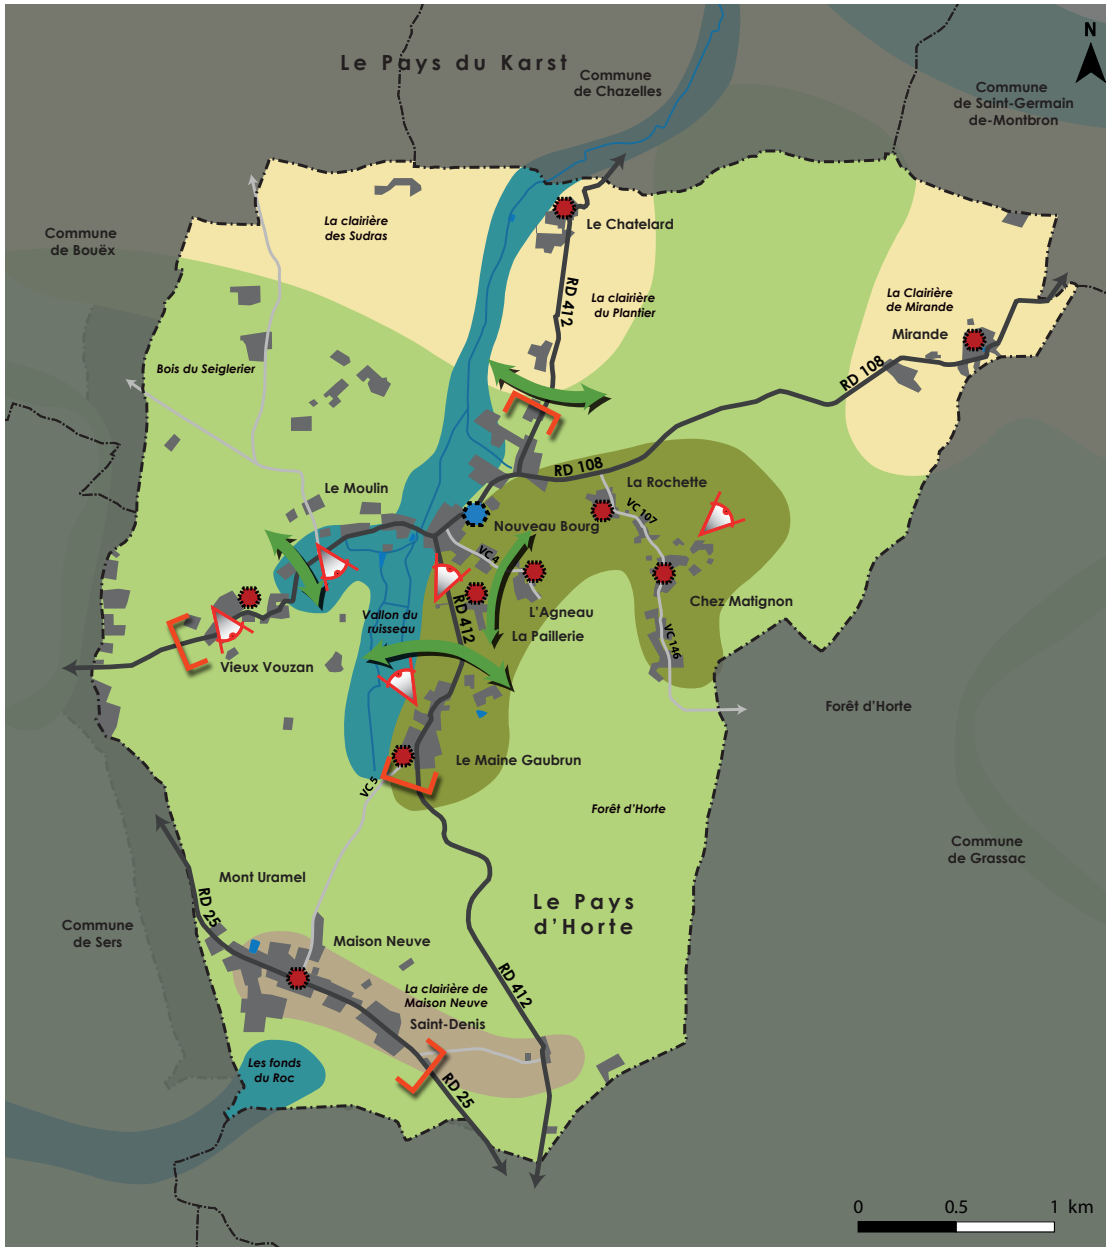 N
Le Pays du Karst
Commune
de Chazelles
Commune
de Saint-Germain
de-Montbron
Commune
de Bouëx
La clairière
des Sudras
Le Chatelard
RD 412
La clairière
du Plantier
La Clairière
de Mirande
Mirande
Bois du Seiglerier
RD 108
RD 108
La Rochette
Le Moulin
VC 107
Nouveau Bourg
VC 4
Chez Matignon
L'Agneau
Vallon du
ruisseau
RD 412
La Paillerie
VC 146
Vieux Vouzan
Forêt d'Horte
Le Maine Gaubrun
VC 5
Forêt d'Horte
Commune
de Grassac
Mont Uramel
RD 25
Le Pays
d'Horte
Commune
de Sers
Maison Neuve
RD 412
La clairière de
Maison Neuve
Saint-Denis
Les fonds
du Roc
RD 25
0 0.5 1 km